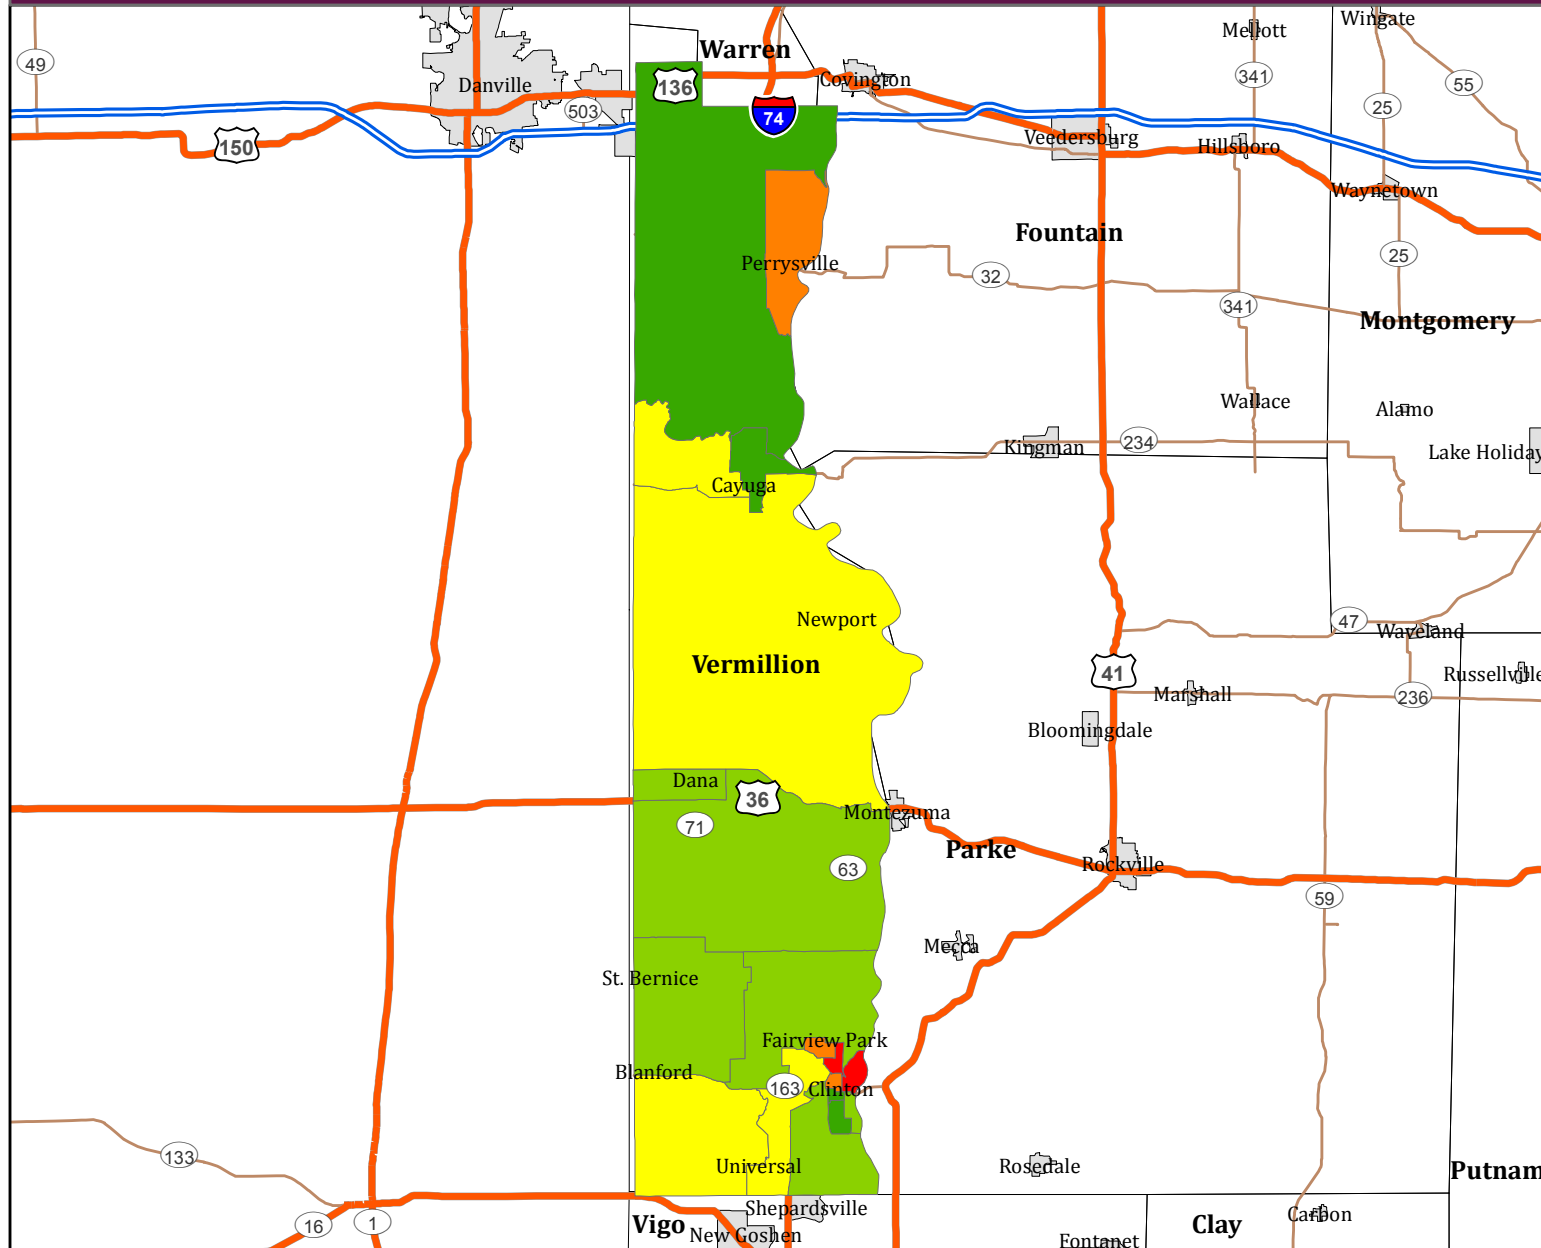 Wingate
Mellott
Warren
49
341
55
Danville
136
Covington
503
25
74
Veedersburg
150
Hillsboro
Waynetown
Fountain
25
Perrysville
32
341
Montgomery
Wallace
Alamo
Kingman
234
Lake Holiday
Cayuga
Newport
47
Waveland
Vermillion
41
Russellville
Marshall
236
Bloomingdale
Dana
36
Montezuma
71
Parke
63
Rockville
59
Mecca
St. Bernice
Fairview Park
Blanford
163
Clinton
133
Universal
Rosedale
Putnam
Shepardsville
16
1
Vigo
New Goshen
Clay
Carbon
Fontanet